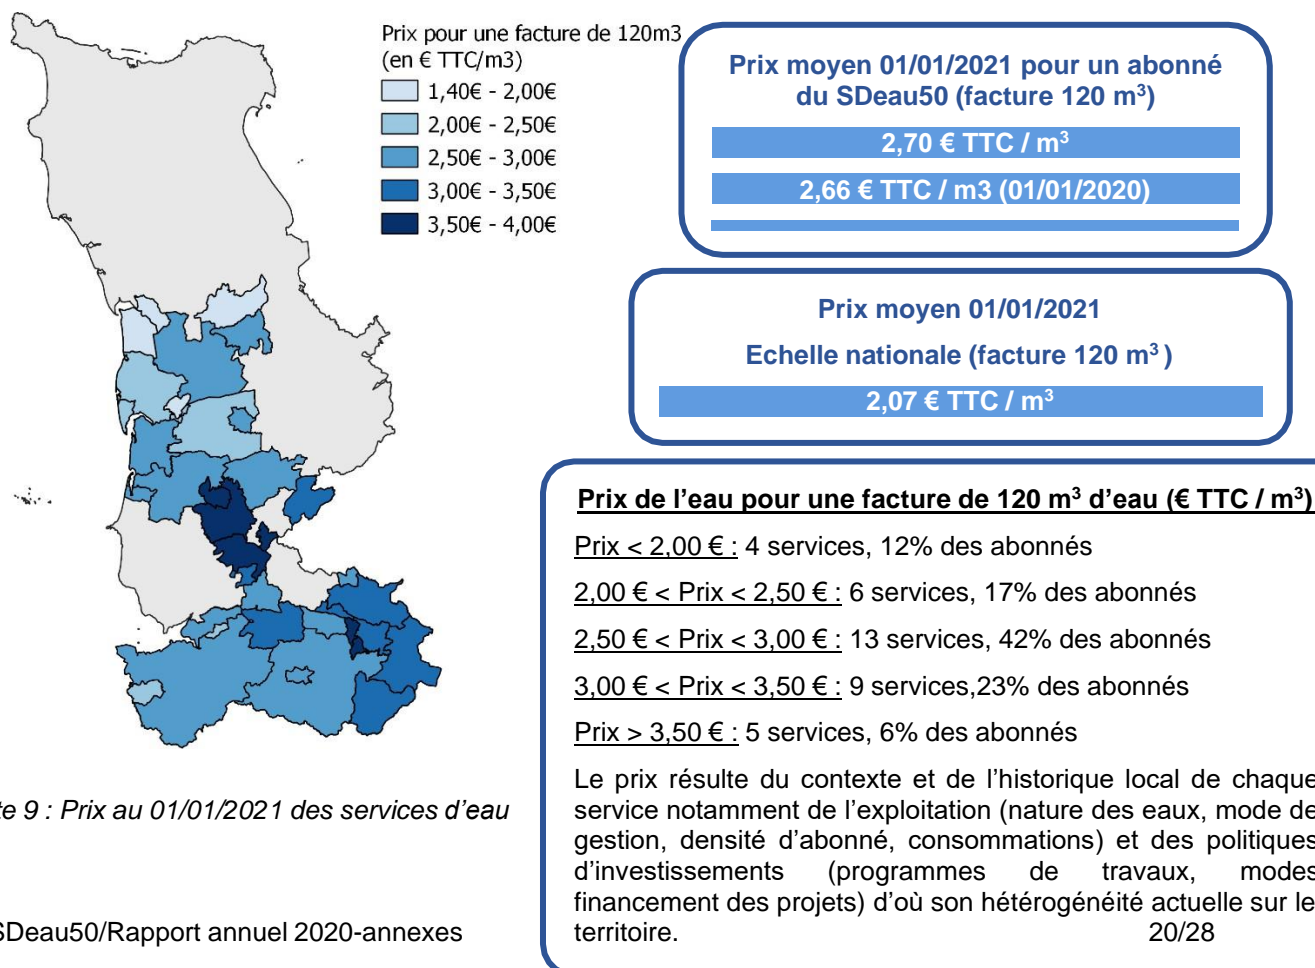 Prix pour une facture de 120m3
(en € TTC/m3)
1,40€ - 2,00€
2,00€ - 2,50€
2,50€ - 3,00€
3,00€ - 3,50€
3,50€ - 4,00€
Prix moyen 01/01/2021 pour un abonné
du SDeau50 (facture 120 m³)
2,70 € TTC / m³
2,66 € TTC / m3 (01/01/2020)
Prix moyen 01/01/2021
Echelle nationale (facture 120 m³ )
2,07 € TTC / m³
Prix de l’eau pour une facture de 120 m³ d’eau (€ TTC / m³)
Prix < 2,00 € : 4 services, 12% des abonnés
2,00 € < Prix < 2,50 € : 6 services, 17% des abonnés
2,50 € < Prix < 3,00 € : 13 services, 42% des abonnés
3,00 € < Prix < 3,50 € : 9 services,23% des abonnés
Prix > 3,50 € : 5 services, 6% des abonnés
Le prix résulte du contexte et de l’historique local de chaque
service notamment de l’exploitation (nature des eaux, mode de
gestion, densité d’abonné, consommations) et des politiques
d’investissements (programmes de travaux, modes
financement des projets) d’où son hétérogénéité actuelle sur le
territoire.
te 9 : Prix au 01/01/2021 des services d’eau
SDeau50/Rapport annuel 2020-annexes
20/28